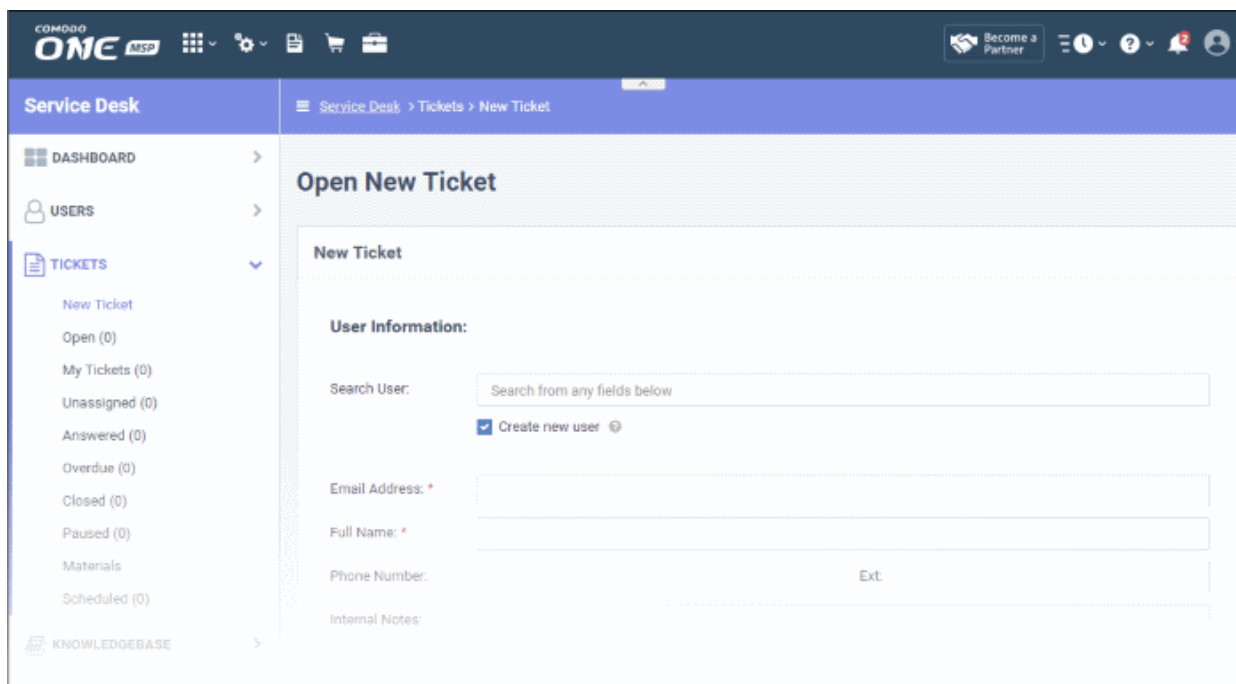 COMODO
ONE MSP
Become a
Partner
2
Service Desk
Service Desk > Tickets > New Ticket
DASHBOARD
USERS
TICKETS
New Ticket
Open (0)
My Tickets (0)
Unassigned (0)
Answered (0)
Overdue (0)
Closed (0)
Paused (0)
Materials
Scheduled (0)
KNOWLEDGEBASE
Open New Ticket
New Ticket
User Information:
Search User: Search from any fields below
Create new user
Email Address: *
Full Name: *
Phone Number: Ext:
Internal Notes: